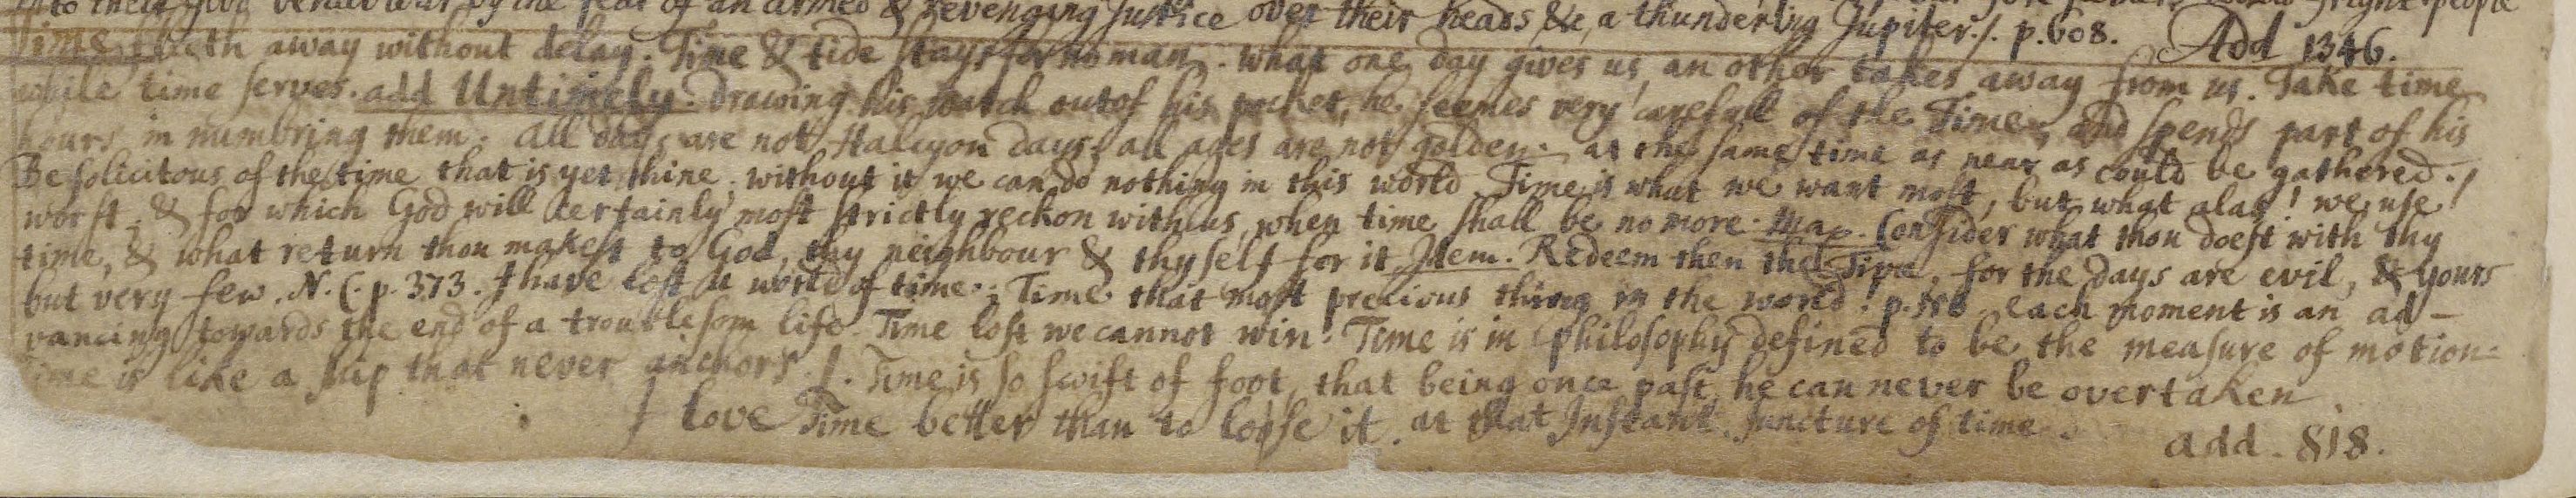 into their good behaviour by the fear of an armed & revenging Justice over their heads &c, a thundering Jupiter./. p.608. Add 1346.
Time fleeth away without delay. Time & tide stays for no man. what one day gives us, an other takes away from us. Take time
while time serves. add Untimely. Drawing his watch out of his pocket, he seemes very carefull of the Time, and spends part of his
hours in numbring them. All days are not Halcyon days, all ages are not golden. at the same time as near as could be gathered./
Be solicitous of the time that is yet thine. without it we can do nothing in this world. Time is what we want most, but what alas! we use
worst, & for which God will certainly most strictly reckon with us, when time shall be no more. Consider what thou doest with thy
time, & what return thou makest to God, thy neighbour & thyself for it Idem. Redeem then the Time, for the days are evil, & yours
but very few. N.C. p. 373. I have lost a world of time. Time that most precious thing in the world! each moment is an ad-
vancing towards the end of a troublesom life. Time lost we cannot win! Time is in Philosophy defined to be the measure of motion.
Time is like a ship that never anchors./. Time is so swift of foot, that being once past, he can never be overtaken.
I love Time better than to loose it. at that Instant. Juncture of time. add. 818.